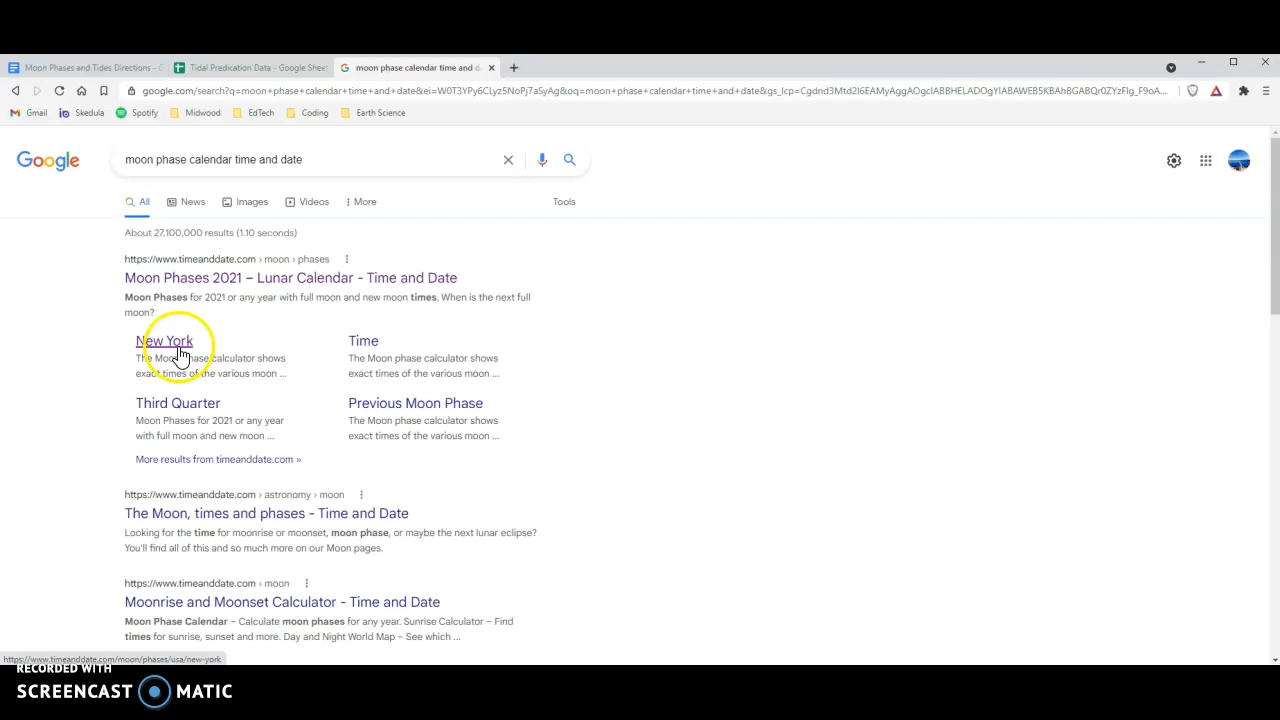 Moon Phases and Tides Directions - G
Tidal Predication Data - Google Sheet
moon phase calendar time and d
google.com/search?q=moon+phase+calendar+time+and+date&ei=W0T3YPy6CLyz5NoPj7aSyAg&oq=moon+phase+calendar+time+and+date&gs_lcp=Cgdnd3Mtd2l6EAMyAggAOgcIABBHELADOgYIABAWEB5KBAhBGABQr0ZYzFlg_F9oA...
Gmail
Skedula
Spotify
Midwood
EdTech
Coding
Earth Science
Google
moon phase calendar time and date
All
News
Images
Videos
More
Tools
About 27,100,000 results (1.10 seconds)
https://www.timeanddate.com › moon › phases
Moon Phases 2021 – Lunar Calendar - Time and Date
Moon Phases for 2021 or any year with full moon and new moon times. When is the next full
moon?
New York
The Moon phase calculator shows
exact times of the various moon ...
Time
The Moon phase calculator shows
exact times of the various moon ...
Third Quarter
Moon Phases for 2021 or any year
with full moon and new moon ...
Previous Moon Phase
The Moon phase calculator shows
exact times of the various moon ...
More results from timeanddate.com »
https://www.timeanddate.com › astronomy › moon
The Moon, times and phases - Time and Date
Looking for the time for moonrise or moonset, moon phase, or maybe the next lunar eclipse?
You'll find all of this and so much more on our Moon pages.
https://www.timeanddate.com › moon
Moonrise and Moonset Calculator - Time and Date
Moon Phase Calendar – Calculate moon phases for any year. Sunrise Calculator – Find
times for sunrise, sunset and more. Day and Night World Map – See which ...
https://www.timeanddate.com/moon/phases/usa/new-york
RECORDED WITH
SCREENCAST MATIC